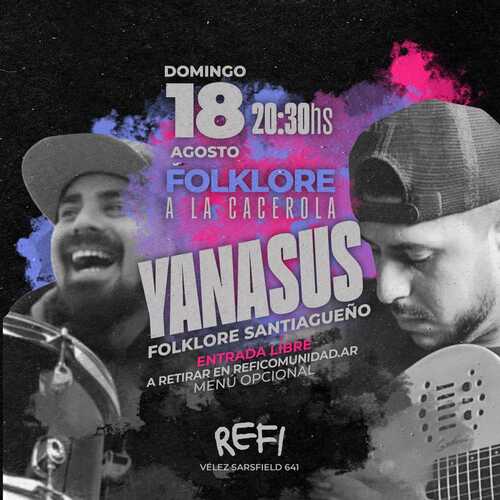 DOMINGO
18 20:30hs
AGOSTO
FOLKLORE
A LA CACEROLA
YANASUS
FOLKLORE SANTIAGUEÑO
ENTRADA LIBRE
A RETIRAR EN REFICOMUNIDAD.AR
MENÚ OPCIONAL
REFI
VÉLEZ SARSFIELD 641